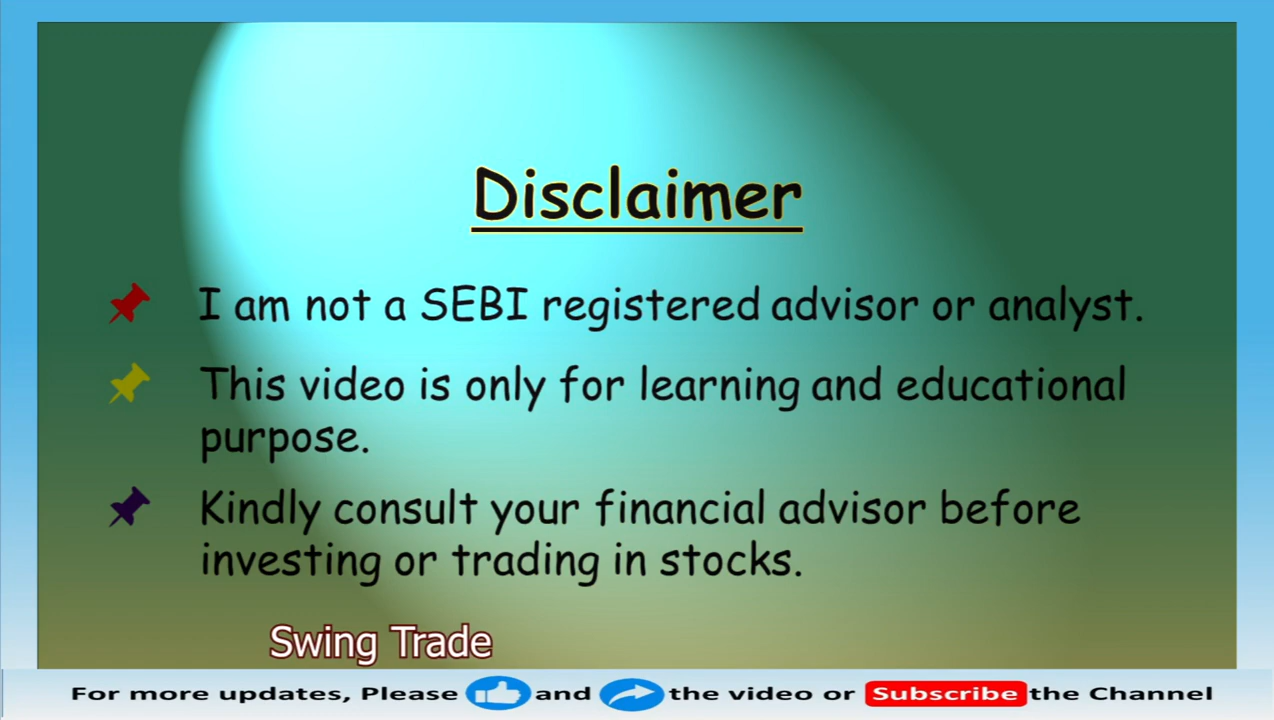 Disclaimer
I am not a SEBI registered advisor or analyst.
This video is only for learning and educational
purpose.
Kindly consult your financial advisor before
investing or trading in stocks.
Swing Trade
For more updates, Please and the video or Subscribe the Channel